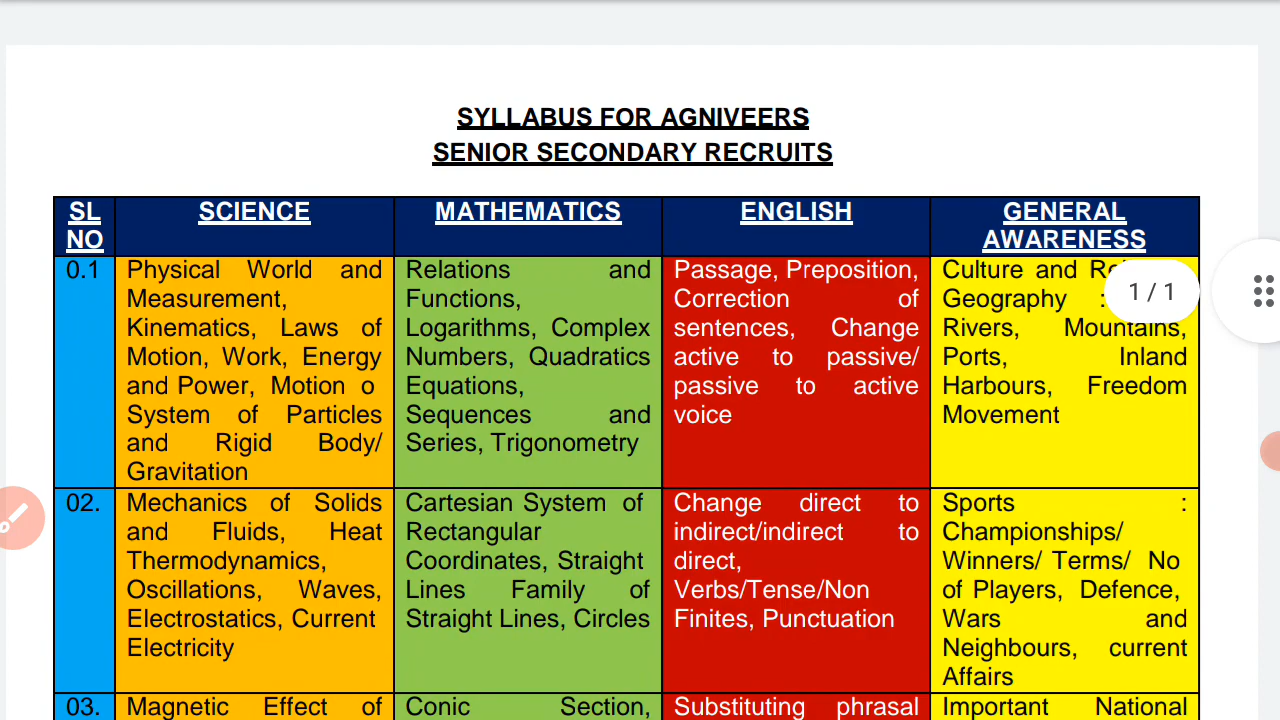 SYLLABUS FOR AGNIVEERS
SENIOR SECONDARY RECRUITS
SL
NO
SCIENCE
MATHEMATICS
ENGLISH
GENERAL
AWARENESS
0.1
Physical World and
Measurement,
Kinematics, Laws of
Motion, Work, Energy
and Power, Motion o
System of Particles
and Rigid Body/
Gravitation
Relations and
Functions,
Logarithms, Complex
Numbers, Quadratics
Equations,
Sequences and
Series, Trigonometry
Passage, Preposition,
Correction of
sentences, Change
active to passive/
passive to active
voice
Culture and
Geography :
Rivers, Mountains,
Ports, Inland
Harbours, Freedom
Movement
1 / 1
02.
Mechanics of Solids
and Fluids, Heat
Thermodynamics,
Oscillations, Waves,
Electrostatics, Current
Electricity
Cartesian System of
Rectangular
Coordinates, Straight
Lines Family of
Straight Lines, Circles
Change direct to
indirect/indirect to
direct,
Verbs/Tense/Non
Finites, Punctuation
Sports :
Championships/
Winners/ Terms/ No
of Players, Defence,
Wars and
Neighbours, current
Affairs
03.
Magnetic Effect of
Conic Section,
Substituting phrasal
Important National